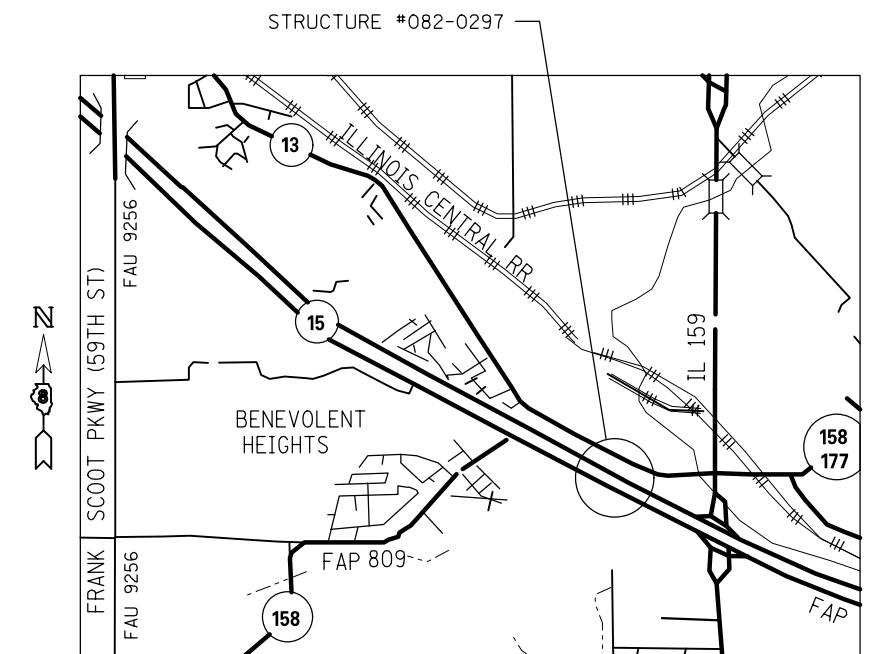 STRUCTURE #082-0297
13
ILLINOIS CENTRAL RR
FAU 9256
15
IL 159
N
8
BENEVOLENT
HEIGHTS
158
177
FRANK SCOOT PKWY (59TH ST)
FAP 809
FAU 9256
158
FAP